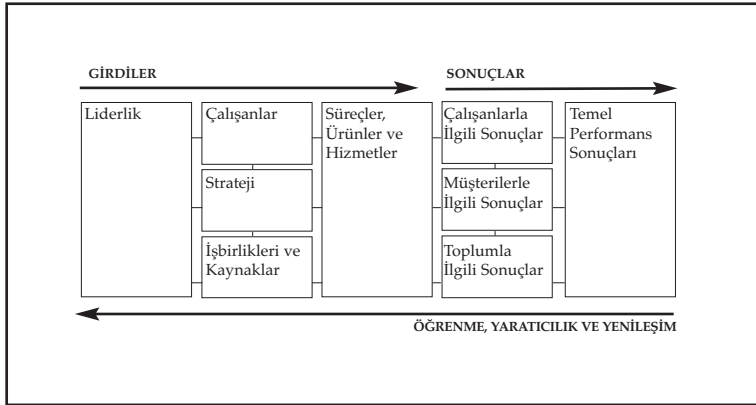 GİRDİLER
SONUÇLAR
Liderlik
Çalışanlar
Strateji
İşbirlikleri ve
Kaynaklar
Süreçler,
Ürünler ve
Hizmetler
Çalışanlarla
İlgili Sonuçlar
Müşterilerle
İlgili Sonuçlar
Toplumla
İlgili Sonuçlar
Temel
Performans
Sonuçları
ÖĞRENME, YARATICILIK VE YENİLEŞİM